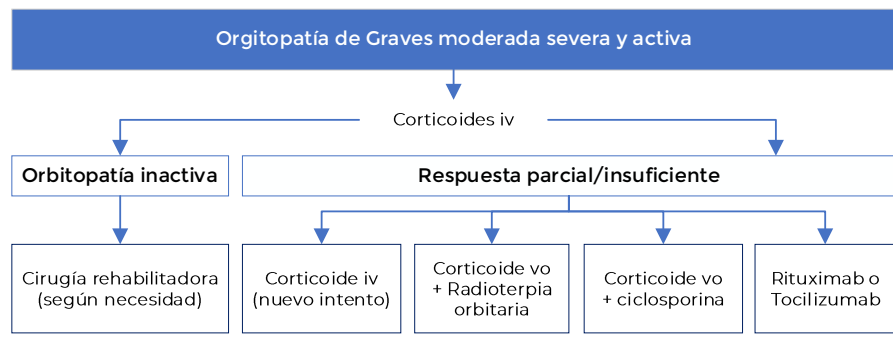 Orgitopatía de Graves moderada severa y activa
Corticoides iv
Orbitopatía inactiva
Respuesta parcial/insuficiente
Cirugía rehabilitadora
(según necesidad)
Corticoide iv
(nuevo intento)
Corticoide vo
+ Radioterpia
orbitaria
Corticoide vo
+ ciclosporina
Rituximab o
Tocilizumab